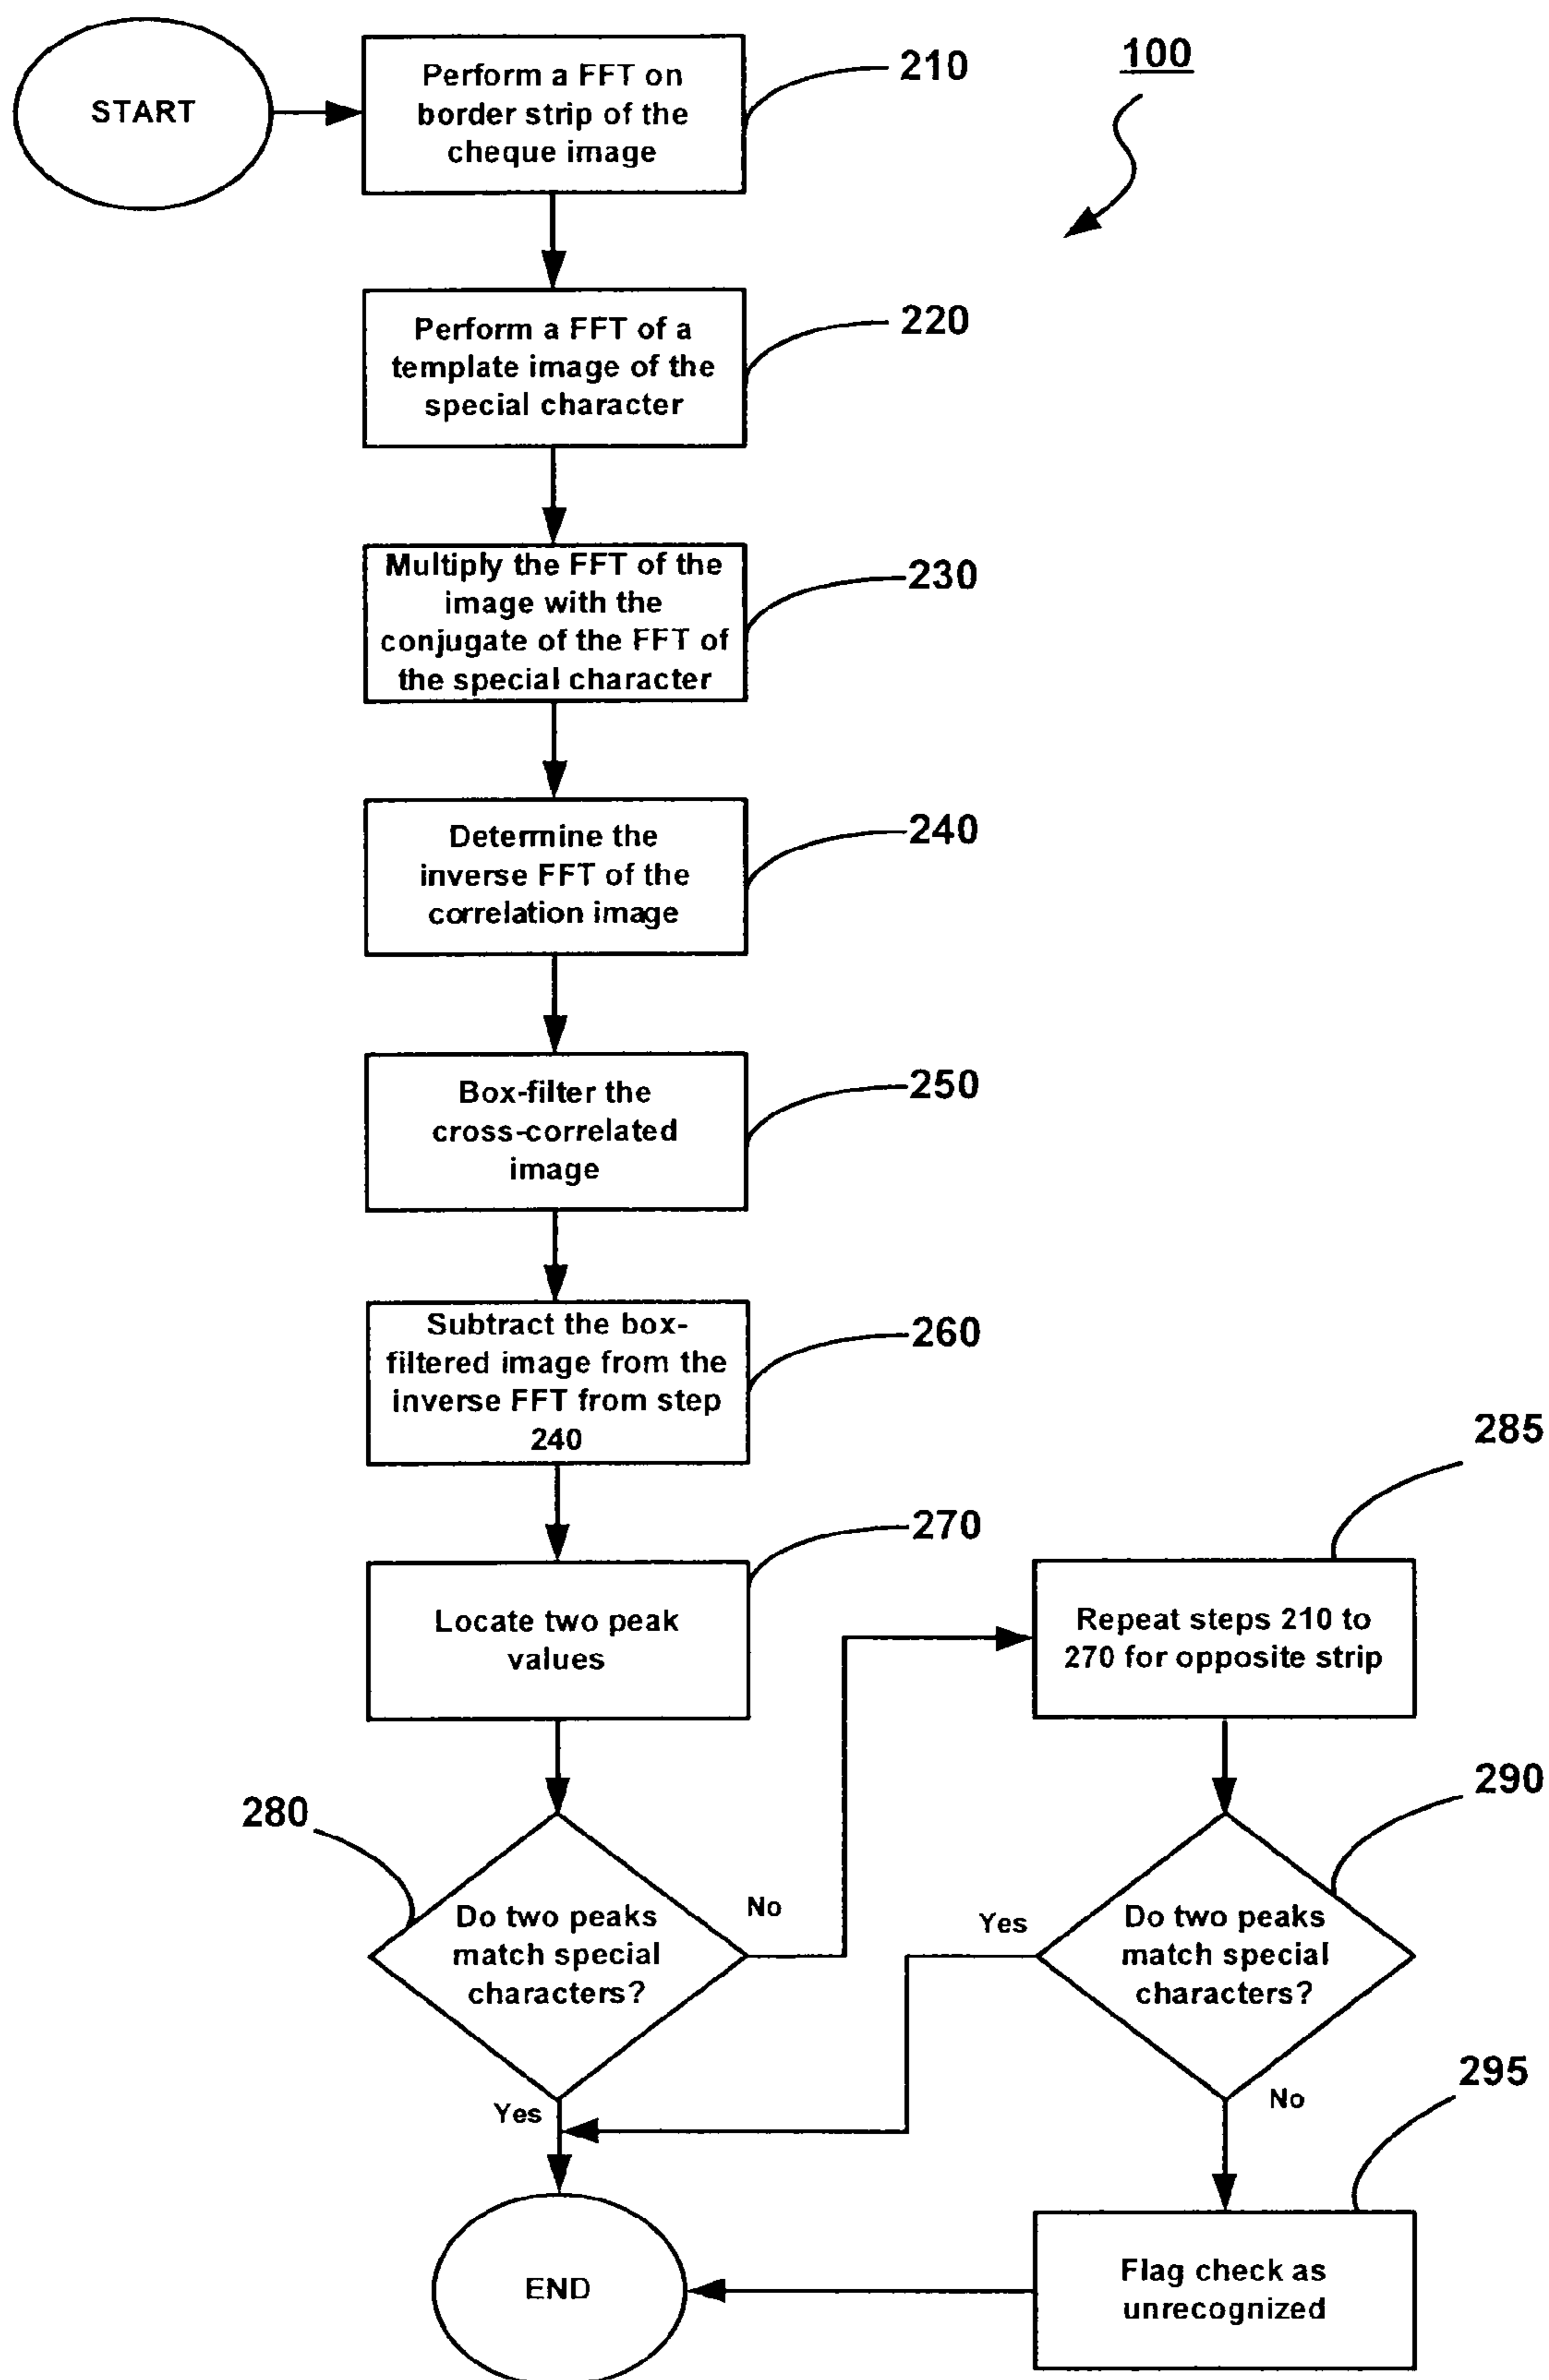 START
Perform a FFT on
border strip of the
cheque image
210
100
Perform a FFT of a
template image of the
special character
220
Multiply the FFT of the
image with the
conjugate of the FFT of
the special character
230
Determine the
inverse FFT of the
correlation image
240
Box-filter the
cross-correlated
image
250
Subtract the box-
filtered image from the
inverse FFT from step
240
260
Locate two peak
values
270
285
Repeat steps 210 to
270 for opposite strip
280
Do two peaks
match special
characters?
No
Yes
290
Do two peaks
match special
characters?
Yes
No
295
END
Flag check as
unrecognized